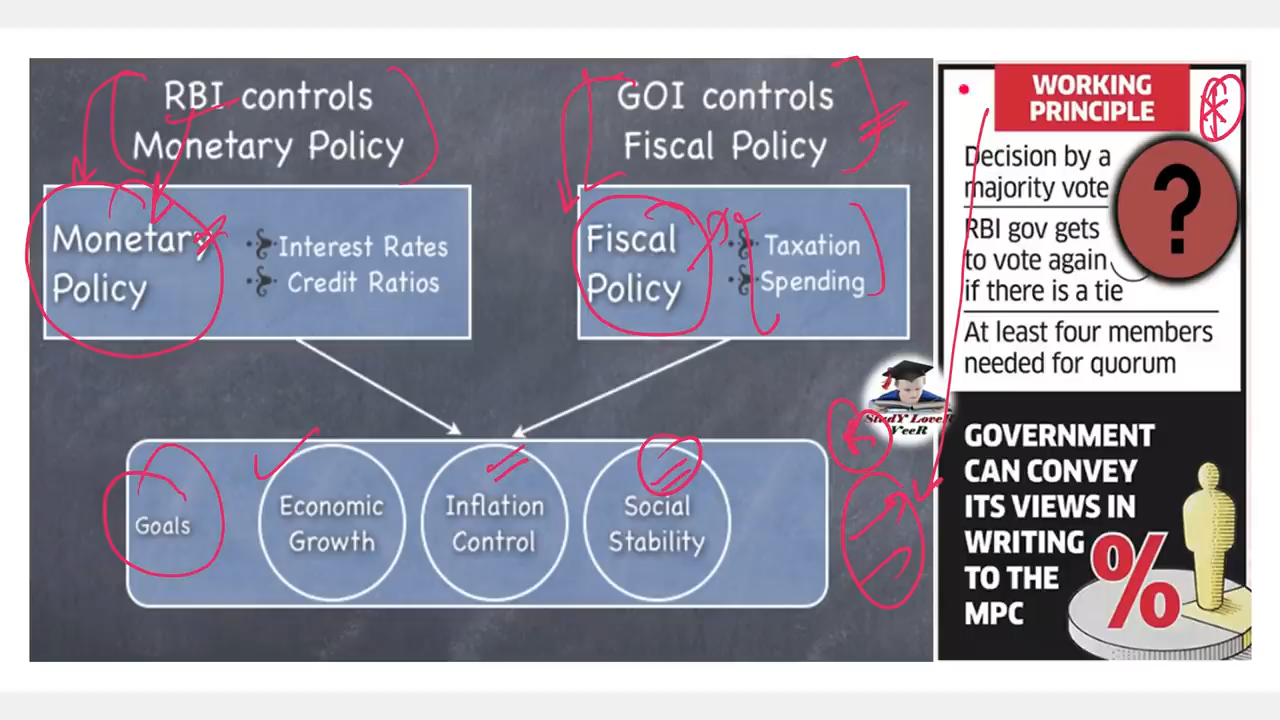 RBI controls
Monetary Policy
GOI controls
Fiscal Policy
Monetary
Policy
Interest Rates
Credit Ratios
Fiscal
Policy
Taxation
Spending
Goals
Economic
Growth
Inflation
Control
Social
Stability
StudY LoveR
VeeR
WORKING
PRINCIPLE
?
Decision by a
majority vote
RBI gov gets
to vote again
if there is a tie
At least four members
needed for quorum
GOVERNMENT
CAN CONVEY
ITS VIEWS IN
WRITING
TO THE
MPC
%